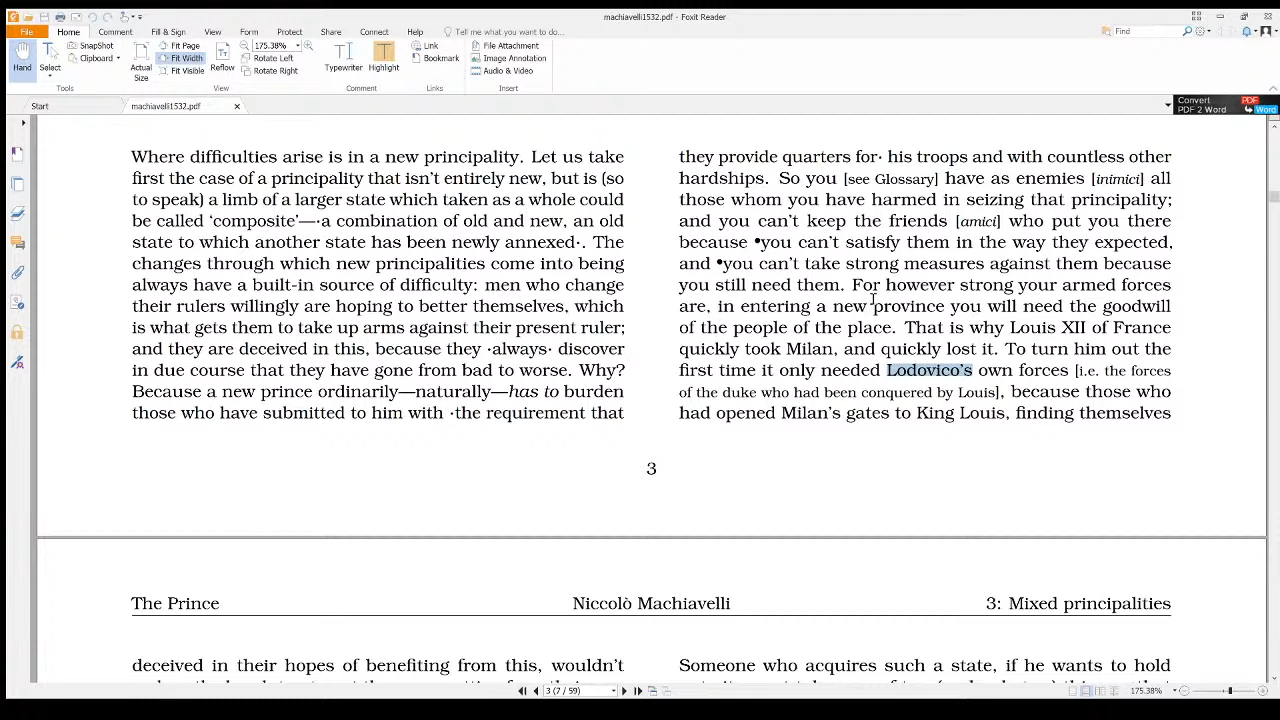 machiavelli1532.pdf - Foxit Reader
File Home Comment Fill & Sign View Form Protect Share Connect Help Tell me what you want to do... Find
Hand
Select
SnapShot
Clipboard
Tools
Actual Size
Fit Page
Fit Width
Fit Visible
Reflow
175.38%
Rotate Left
Rotate Right
View
Typewriter
Highlight
Comment
Link
Bookmark
Links
File Attachment
Image Annotation
Audio & Video
Insert
Start machiavelli1532.pdf
Convert PDF
PDF 2 Word Word
Where difficulties arise is in a new principality. Let us take
first the case of a principality that isn't entirely new, but is (so
to speak) a limb of a larger state which taken as a whole could
be called 'composite'—·a combination of old and new, an old
state to which another state has been newly annexed·. The
changes through which new principalities come into being
always have a built-in source of difficulty: men who change
their rulers willingly are hoping to better themselves, which
is what gets them to take up arms against their present ruler;
and they are deceived in this, because they ·always· discover
in due course that they have gone from bad to worse. Why?
Because a new prince ordinarily—naturally—has to burden
those who have submitted to him with ·the requirement that
they provide quarters for· his troops and with countless other
hardships. So you [see Glossary] have as enemies [inimici] all
those whom you have harmed in seizing that principality;
and you can't keep the friends [amici] who put you there
because •you can't satisfy them in the way they expected,
and •you can't take strong measures against them because
you still need them. For however strong your armed forces
are, in entering a new province you will need the goodwill
of the people of the place. That is why Louis XII of France
quickly took Milan, and quickly lost it. To turn him out the
first time it only needed Lodovico's own forces [i.e. the forces
of the duke who had been conquered by Louis], because those who
had opened Milan's gates to King Louis, finding themselves
3
The Prince Niccolò Machiavelli 3: Mixed principalities
deceived in their hopes of benefiting from this, wouldn't
Someone who acquires such a state, if he wants to hold
3 (7 / 59) 175.38%